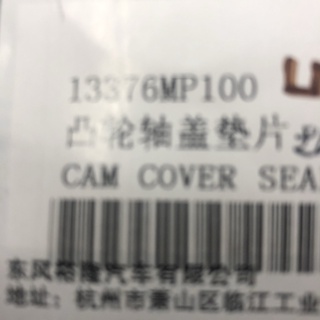 13376MP100
凸轮轴盖垫片
CAM COVER SEA
东风裕隆汽车有限公司
地址：杭州市萧山区临江工业